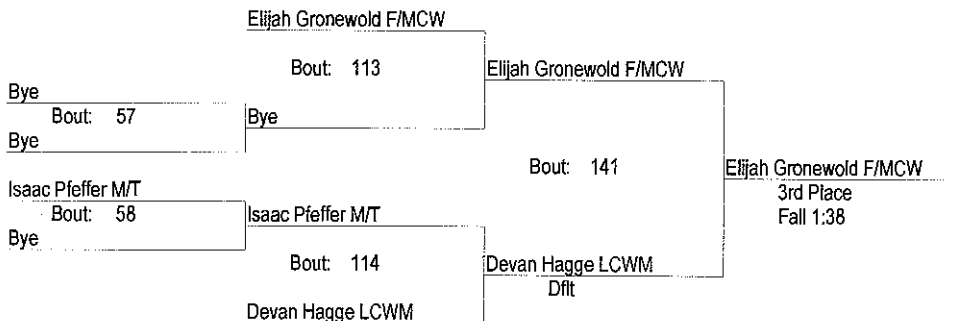 Elijah Gronewold F/MCW
Bout: 113
Elijah Gronewold F/MCW
Bye
Bout: 57
Bye
Bye
Bout: 141
Elijah Gronewold F/MCW
3rd Place
Fall 1:38
Isaac Pfeffer M/T
Bout: 58
Isaac Pfeffer M/T
Bye
Bout: 114
Devan Hagge LCWM
Dflt
Devan Hagge LCWM